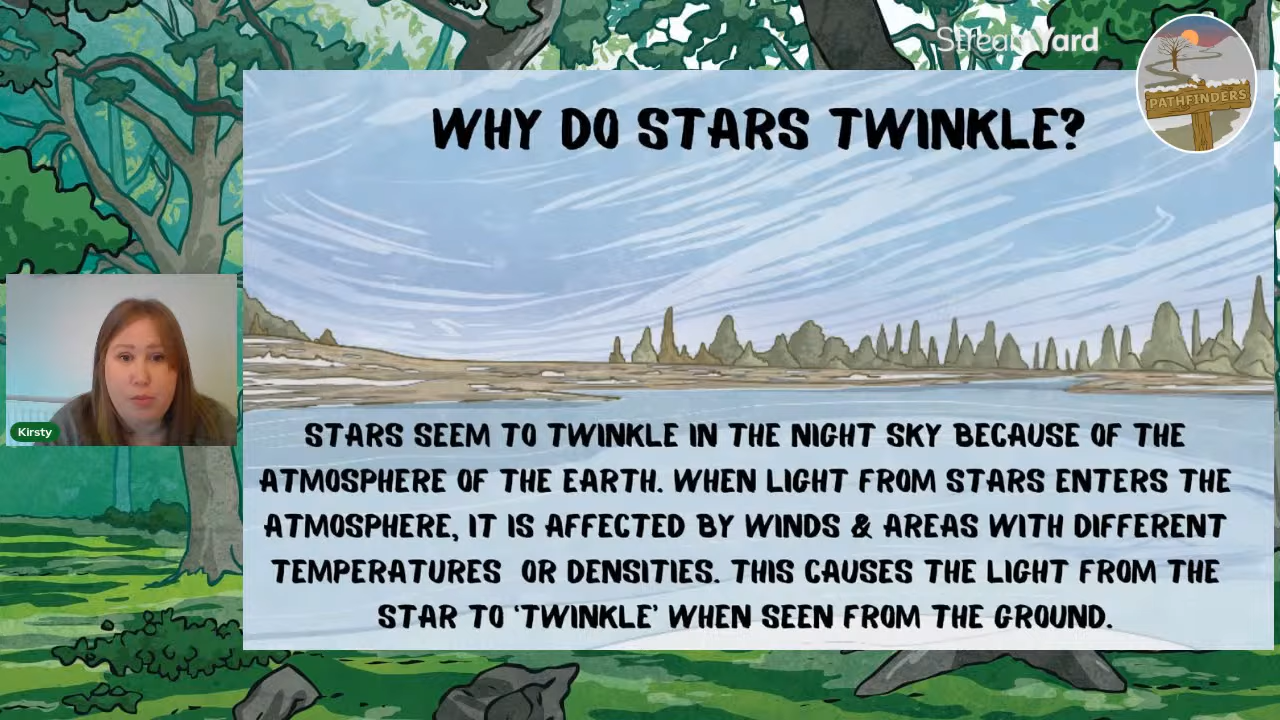 StreamYard
PATHFINDERS
WHY DO STARS TWINKLE?
STARS SEEM TO TWINKLE IN THE NIGHT SKY BECAUSE OF THE
ATMOSPHERE OF THE EARTH. WHEN LIGHT FROM STARS ENTERS THE
ATMOSPHERE, IT IS AFFECTED BY WINDS & AREAS WITH DIFFERENT
TEMPERATURES OR DENSITIES. THIS CAUSES THE LIGHT FROM THE
STAR TO ‘TWINKLE’ WHEN SEEN FROM THE GROUND.
Kirsty